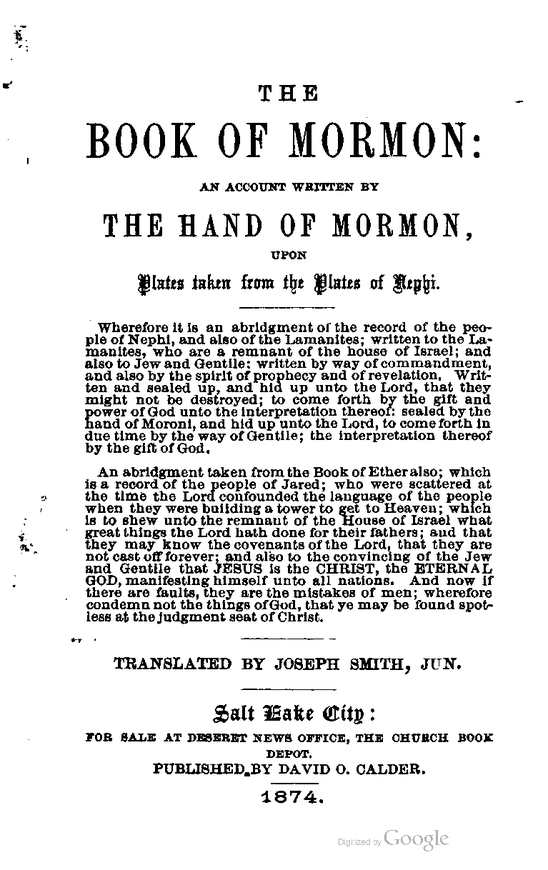 THE
BOOK OF MORMON:
AN ACCOUNT WRITTEN BY
THE HAND OF MORMON,
UPON
Plates taken from the Plates of Nephi.
Wherefore it is an abridgment of the record of the peo-
ple of Nephi, and also of the Lamanites; written to the La-
manites, who are a remnant of the house of Israel; and
also to Jew and Gentile; written by way of commandment,
and also by the spirit of prophecy and of revelation. Writ-
ten and sealed up, and hid up unto the Lord, that they
might not be destroyed; to come forth by the gift and
power of God unto the interpretation thereof: sealed by the
hand of Moroni, and hid up unto the Lord, to come forth in
due time by the way of Gentile; the interpretation thereof
by the gift of God.
An abridgment taken from the Book of Ether also; which
is a record of the people of Jared; who were scattered at
the time the Lord confounded the language of the people
when they were building a tower to get to Heaven; which
is to shew unto the remnant of the House of Israel what
great things the Lord hath done for their fathers; and that
they may know the covenants of the Lord, that they are
not cast off forever; and also to the convincing of the Jew
and Gentile that JESUS is the CHRIST, the ETERNAL
GOD, manifesting himself unto all nations. And now if
there are faults, they are the mistakes of men; wherefore
condemn not the things of God, that ye may be found spot-
less at the judgment seat of Christ.
TRANSLATED BY JOSEPH SMITH, JUN.
Salt Lake City:
FOR SALE AT DESERET NEWS OFFICE, THE CHURCH BOOK
DEPOT.
PUBLISHED BY DAVID O. CALDER.
1874.
Digitized by Google